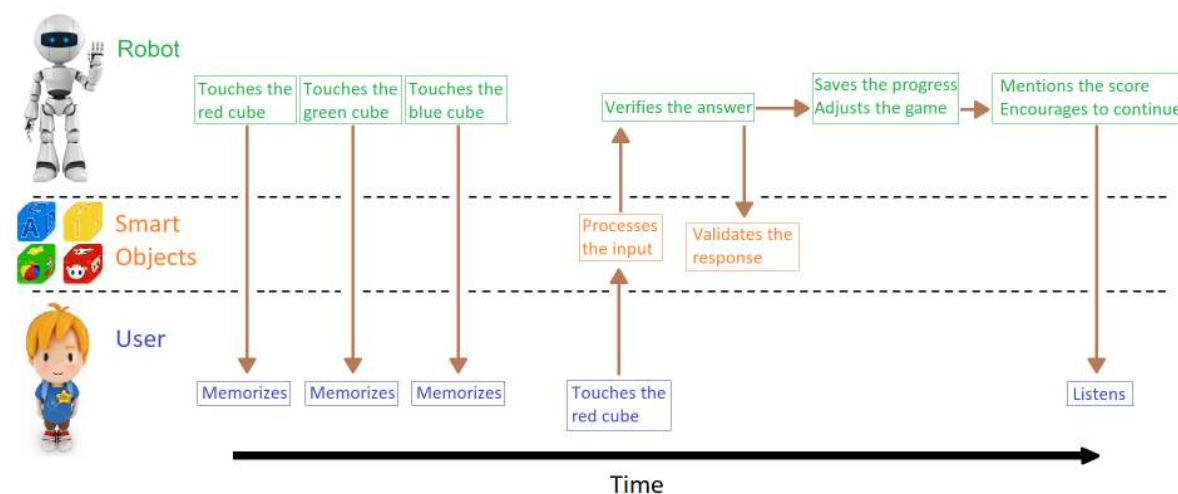 Robot
Touches the
red cube
Touches the
green cube
Touches the
blue cube
Verifies the answer
Saves the progress
Adjusts the game
Mentions the score
Encourages to continue
Smart
Objects
A
1
Processes
the input
Validates the
response
User
Memorizes
Memorizes
Memorizes
Touches the
red cube
Listens
Time